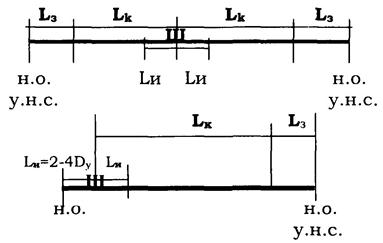 Lз Lk Lk Lз
Lи Lи
н.о. н.о.
у.н.с. у.н.с.
Lк Lз
Lи=2-4Dу Lи
н.о. н.о.
у.н.с.